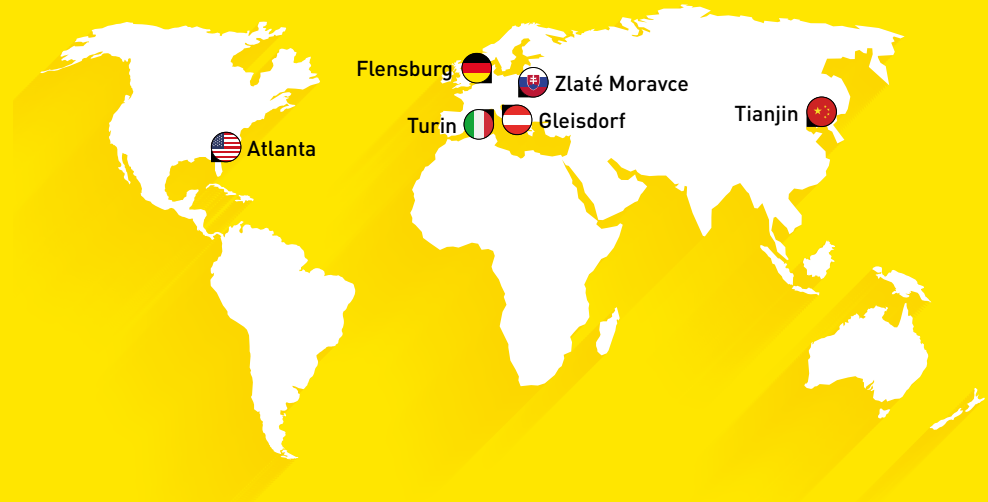 Flensburg
Zlaté Moravce
Turin
Gleisdorf
Tianjin
Atlanta